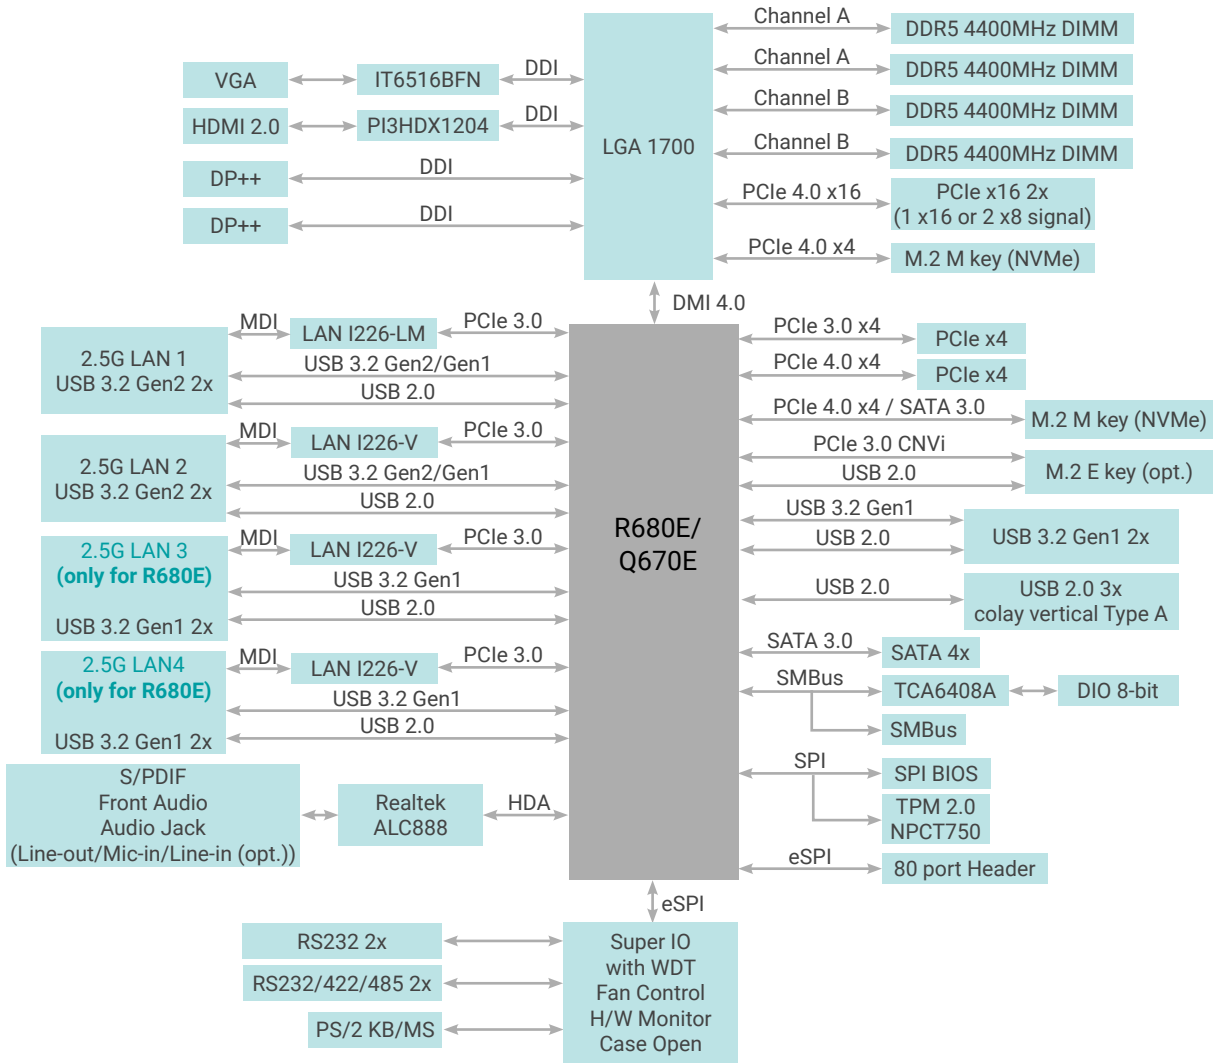 Channel A
DDR5 4400MHz DIMM
Channel A
DDR5 4400MHz DIMM
Channel B
DDR5 4400MHz DIMM
Channel B
DDR5 4400MHz DIMM
VGA
IT6516BFN
DDI
HDMI 2.0
PI3HDX1204
DDI
DP++
DDI
DP++
DDI
LGA 1700
PCIe 4.0 x16
PCIe x16 2x
(1 x16 or 2 x8 signal)
PCIe 4.0 x4
M.2 M key (NVMe)
DMI 4.0
2.5G LAN 1
USB 3.2 Gen2 2x
MDI
LAN I226-LM
PCIe 3.0
USB 3.2 Gen2/Gen1
USB 2.0
2.5G LAN 2
USB 3.2 Gen2 2x
MDI
LAN I226-V
PCIe 3.0
USB 3.2 Gen2/Gen1
USB 2.0
2.5G LAN 3
(only for R680E)
USB 3.2 Gen1 2x
MDI
LAN I226-V
PCIe 3.0
USB 3.2 Gen1
USB 2.0
2.5G LAN4
(only for R680E)
USB 3.2 Gen1 2x
MDI
LAN I226-V
PCIe 3.0
USB 3.2 Gen1
USB 2.0
S/PDIF
Front Audio
Audio Jack
(Line-out/Mic-in/Line-in (opt.))
Realtek
ALC888
HDA
R680E/
Q670E
PCIe 3.0 x4
PCIe x4
PCIe 4.0 x4
PCIe x4
PCIe 4.0 x4 / SATA 3.0
M.2 M key (NVMe)
PCIe 3.0 CNVi
USB 2.0
M.2 E key (opt.)
USB 3.2 Gen1
USB 2.0
USB 3.2 Gen1 2x
USB 2.0
USB 2.0 3x
colay vertical Type A
SATA 3.0
SATA 4x
SMBus
TCA6408A
DIO 8-bit
SMBus
SPI
SPI BIOS
TPM 2.0
NPCT750
eSPI
80 port Header
eSPI
RS232 2x
RS232/422/485 2x
PS/2 KB/MS
Super IO
with WDT
Fan Control
H/W Monitor
Case Open